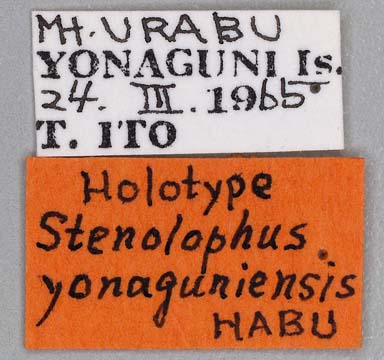 Mt. URABU
YONAGUNI Is.
24. III. 1965
T. ITO
Holotype
Stenolophus
yonaguniensis
HABU